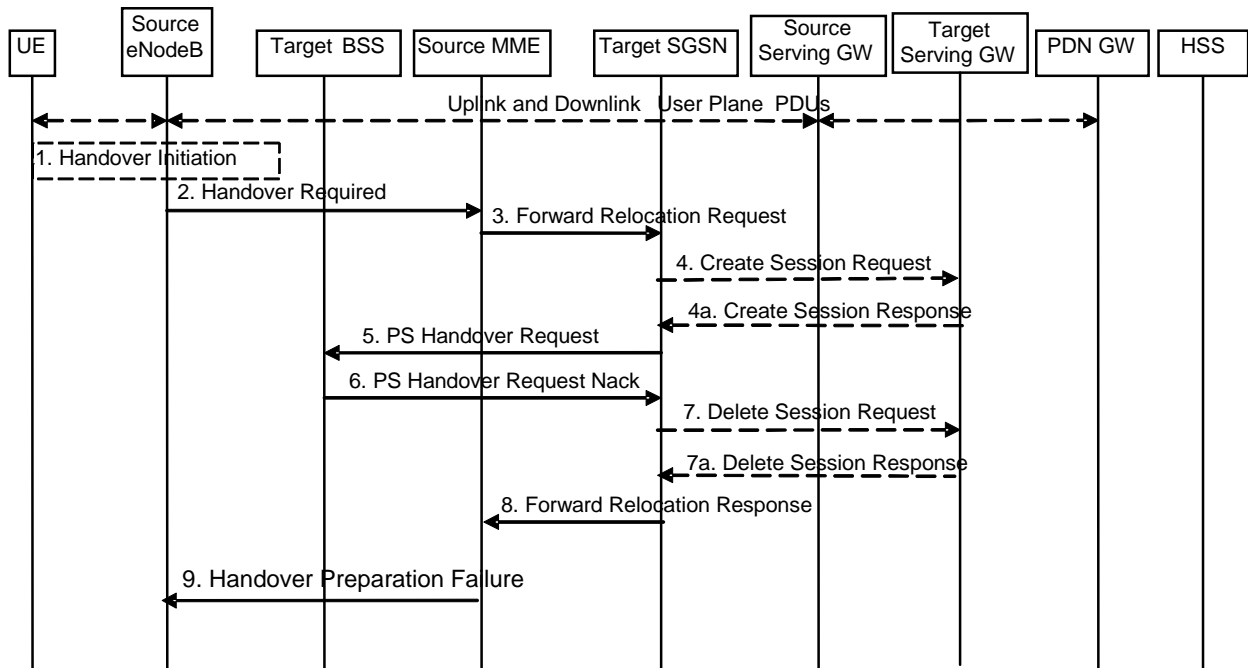 UE
Source
eNodeB
Target BSS
Source MME
Target SGSN
Source
Serving GW
Target
Serving GW
PDN GW
HSS
Uplink and Downlink User Plane PDUs
1. Handover Initiation
2. Handover Required
3. Forward Relocation Request
4. Create Session Request
4a. Create Session Response
5. PS Handover Request
6. PS Handover Request Nack
7. Delete Session Request
7a. Delete Session Response
8. Forward Relocation Response
9. Handover Preparation Failure